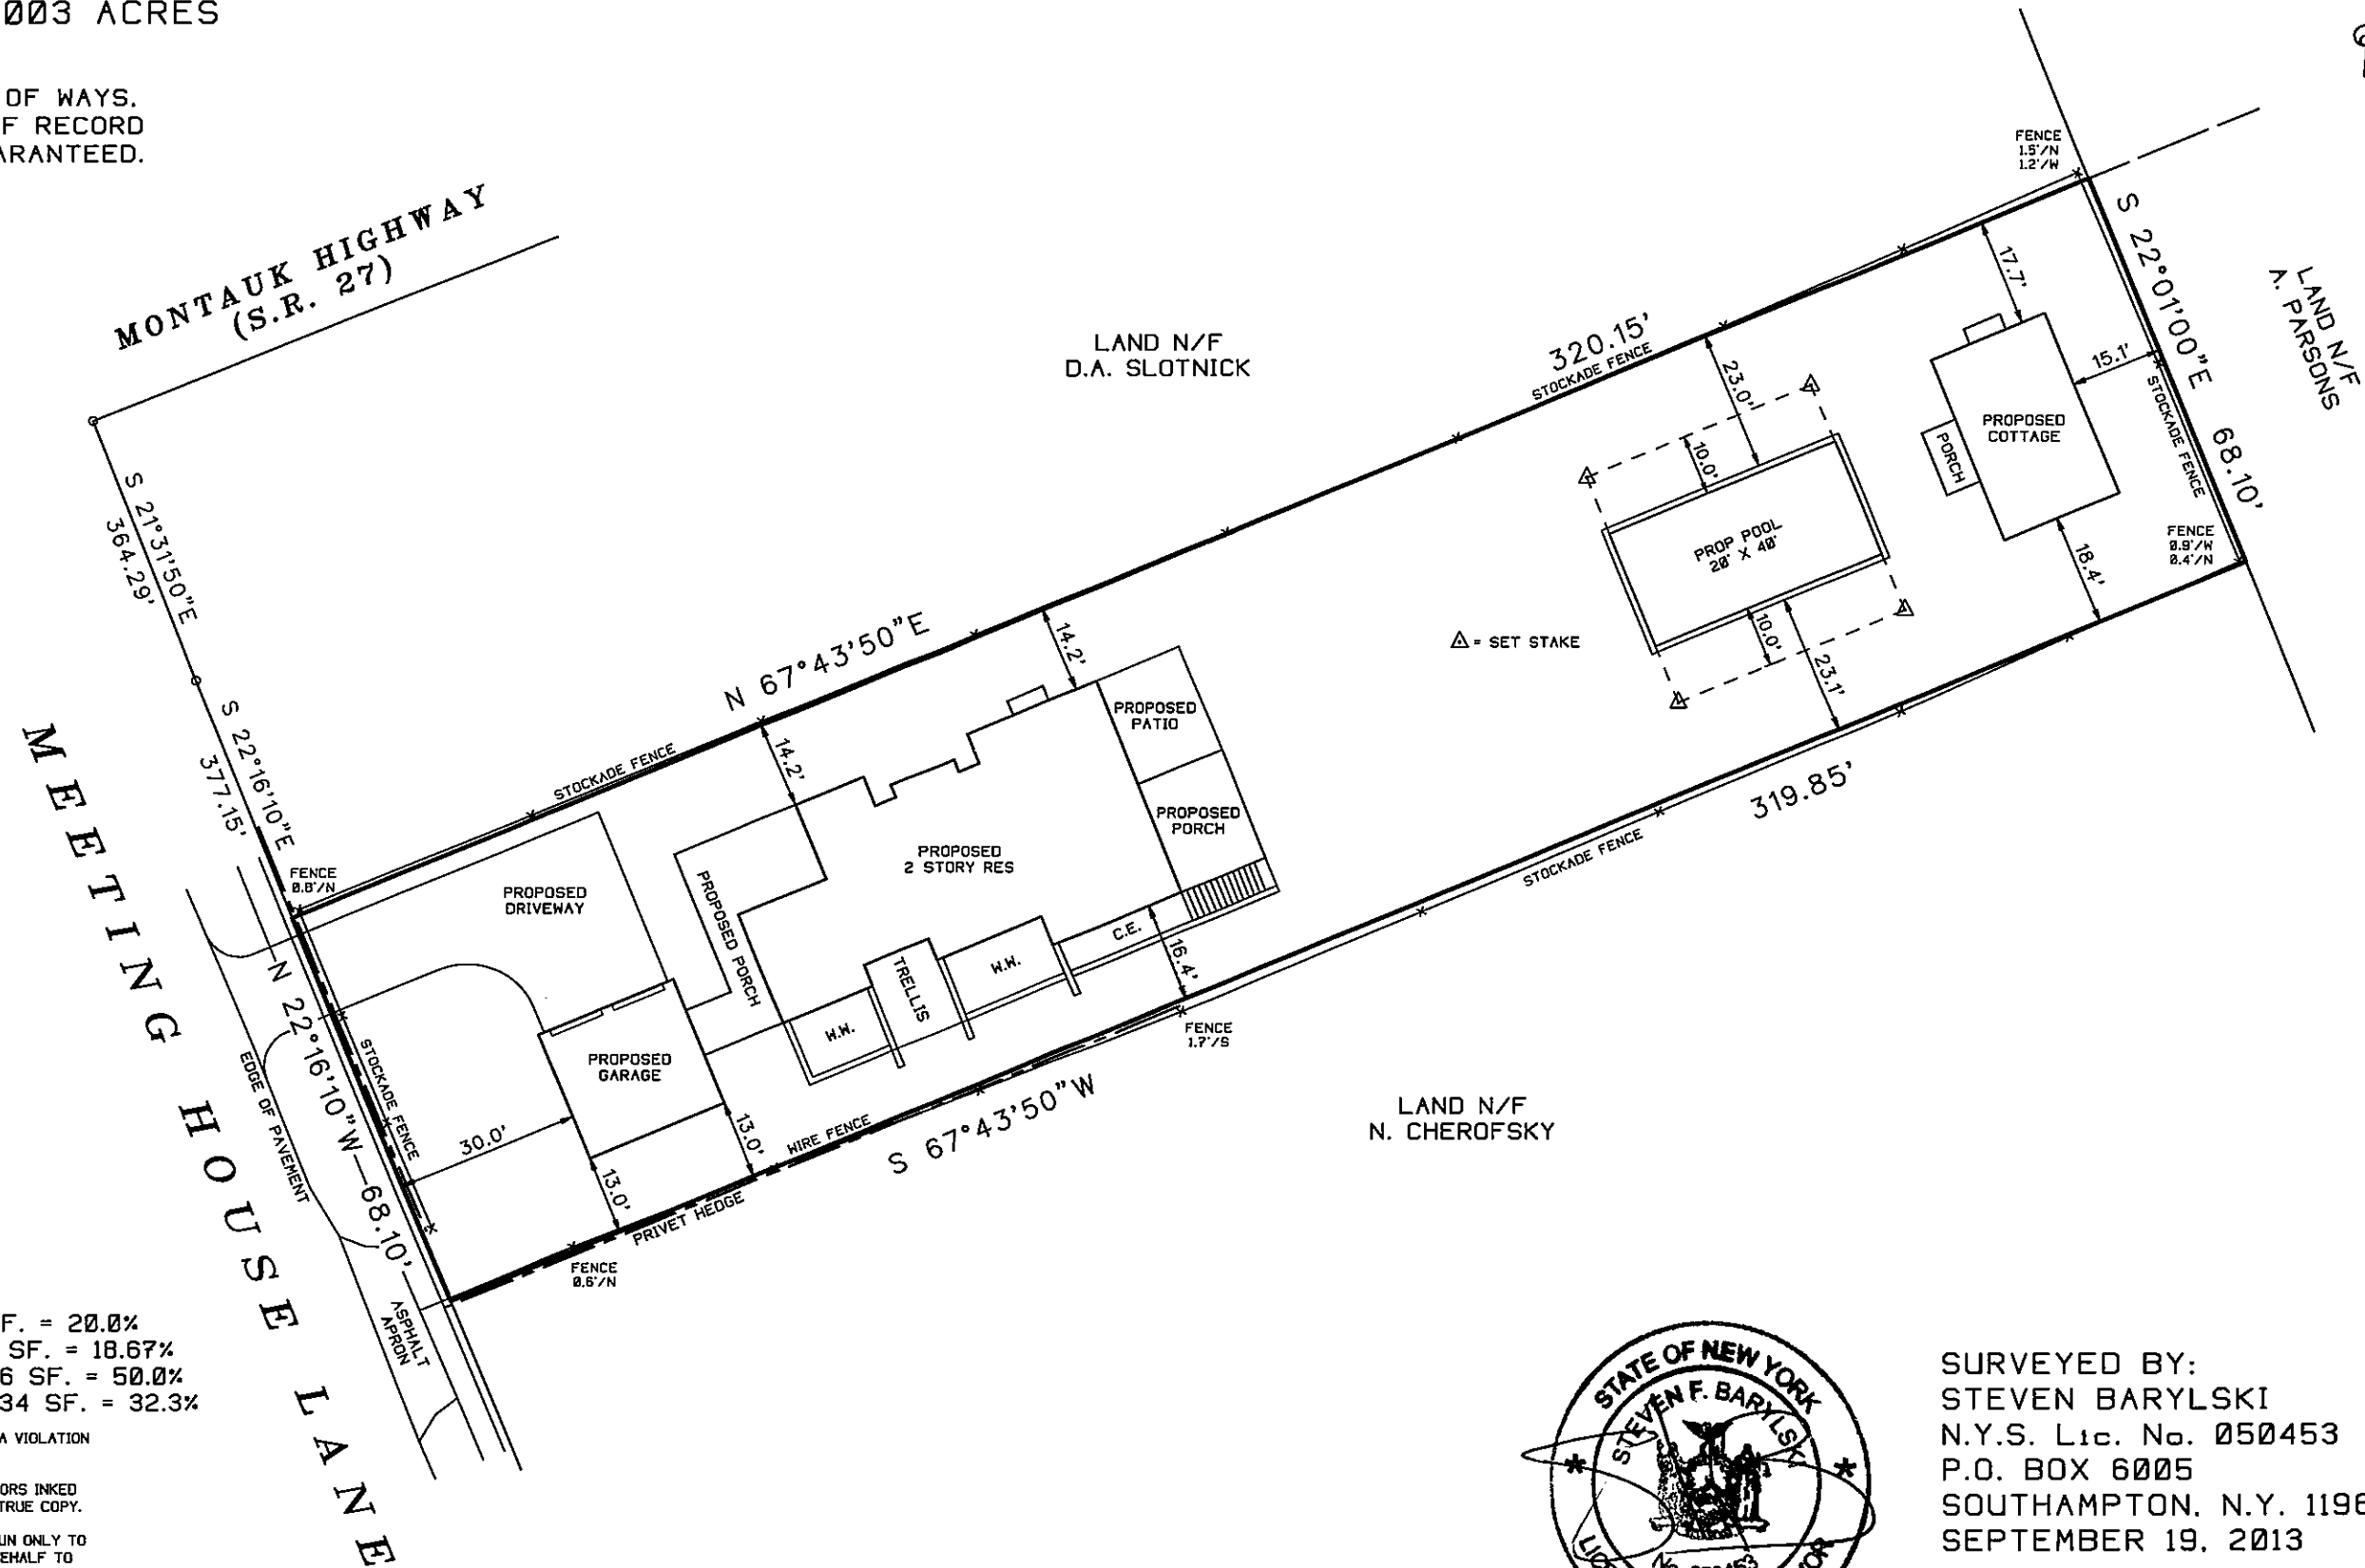 003 ACRES
OF WAYS.
F RECORD
ARANTEED.
MONTAUK HIGHWAY
(S.R. 27)
S 21°31'50"E
364.29'
S 22°16'10"E
377.15'
MEETING HOUSE LANE
LAND N/F
D.A. SLOTNICK
FENCE
1.5'/N
1.2'/W
S 22°01'00"E
68.10'
LAND N/F
A. PARSONS
320.15'
STOCKADE FENCE
17.7'
15.1'
STOCKADE FENCE
PROPOSED
COTTAGE
PORCH
18.4'
FENCE
0.9'/W
0.4'/N
23.0'
10.0'
PROP POOL
20' X 40'
10.0'
23.1'
= SET STAKE
N 67°43'50"E
STOCKADE FENCE
14.2'
14.2'
PROPOSED
PATIO
PROPOSED
PORCH
PROPOSED
2 STORY RES
PROPOSED PORCH
PROPOSED
DRIVEWAY
FENCE
0.8'/N
PROPOSED
GARAGE
W.W.
TRELLIS
W.W.
C.E.
16.4'
FENCE
1.7'/S
319.85'
STOCKADE FENCE
N 22°16'10"W
68.10'
STOCKADE FENCE
EDGE OF PAVEMENT
30.0'
13.0'
13.0'
WIRE FENCE
PRIVET HEDGE
S 67°43'50"W
FENCE
0.6'/N
ASPHALT
APRON
LAND N/F
N. CHEROFSKY
F. = 20.0%
SF. = 18.67%
6 SF. = 50.0%
34 SF. = 32.3%
A VIOLATION
ORS INKED
TRUE COPY.
UN ONLY TO
EHALF TO
STATE OF NEW YORK
STEVEN F. BARYLSKI
SURVEYED BY:
STEVEN BARYLSKI
N.Y.S. Lic. No. 050453
P.O. BOX 6005
SOUTHAMPTON, N.Y. 1196
SEPTEMBER 19, 2013